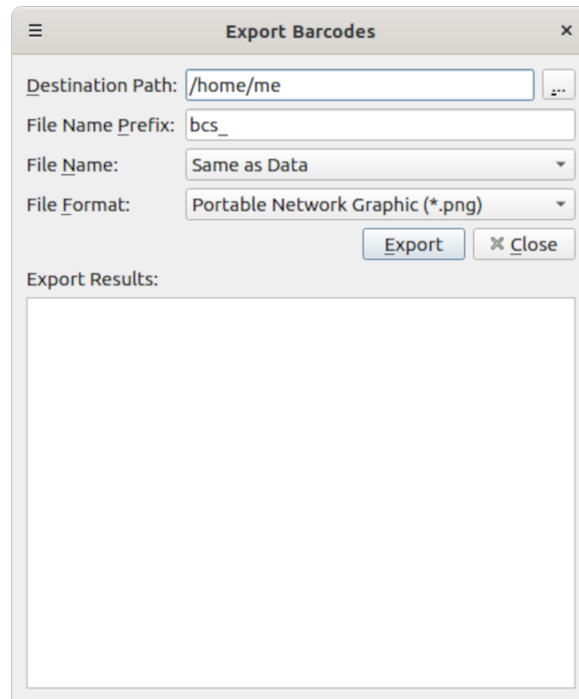 Export Barcodes
Destination Path: /home/me ...
File Name Prefix: bcs_
File Name: Same as Data
File Format: Portable Network Graphic (*.png)
Export Close
Export Results: